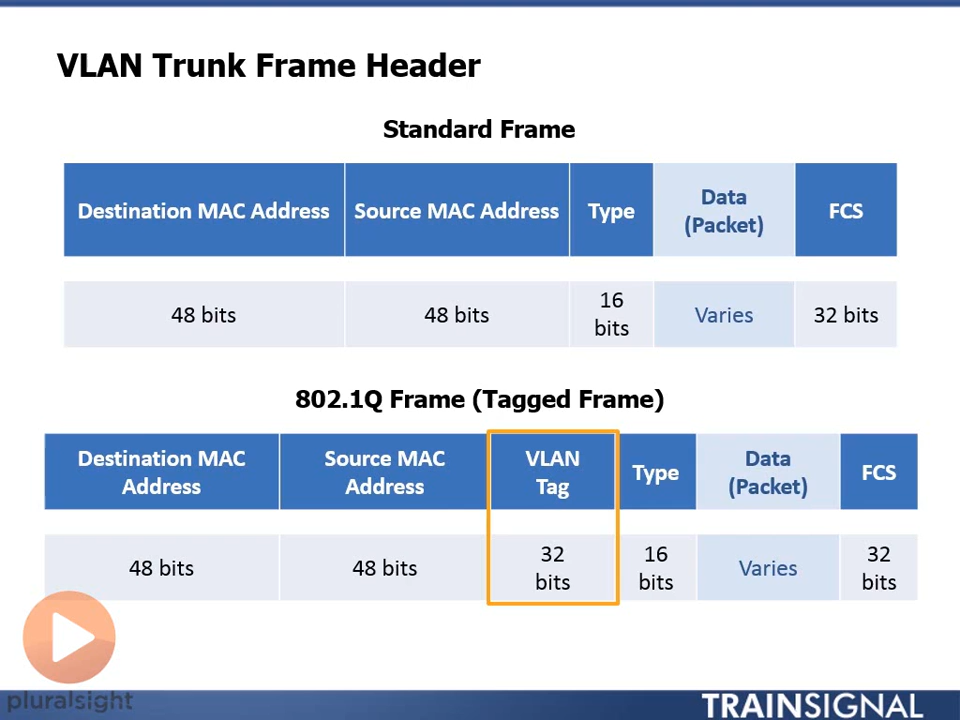 VLAN Trunk Frame Header
Standard Frame
Destination MAC Address
Source MAC Address
Type
Data
(Packet)
FCS
48 bits
48 bits
16
bits
Varies
32 bits
802.1Q Frame (Tagged Frame)
Destination MAC
Address
Source MAC
Address
VLAN
Tag
Type
Data
(Packet)
FCS
48 bits
48 bits
32
bits
16
bits
Varies
32
bits
pluralsight
TRAINSIGNAL